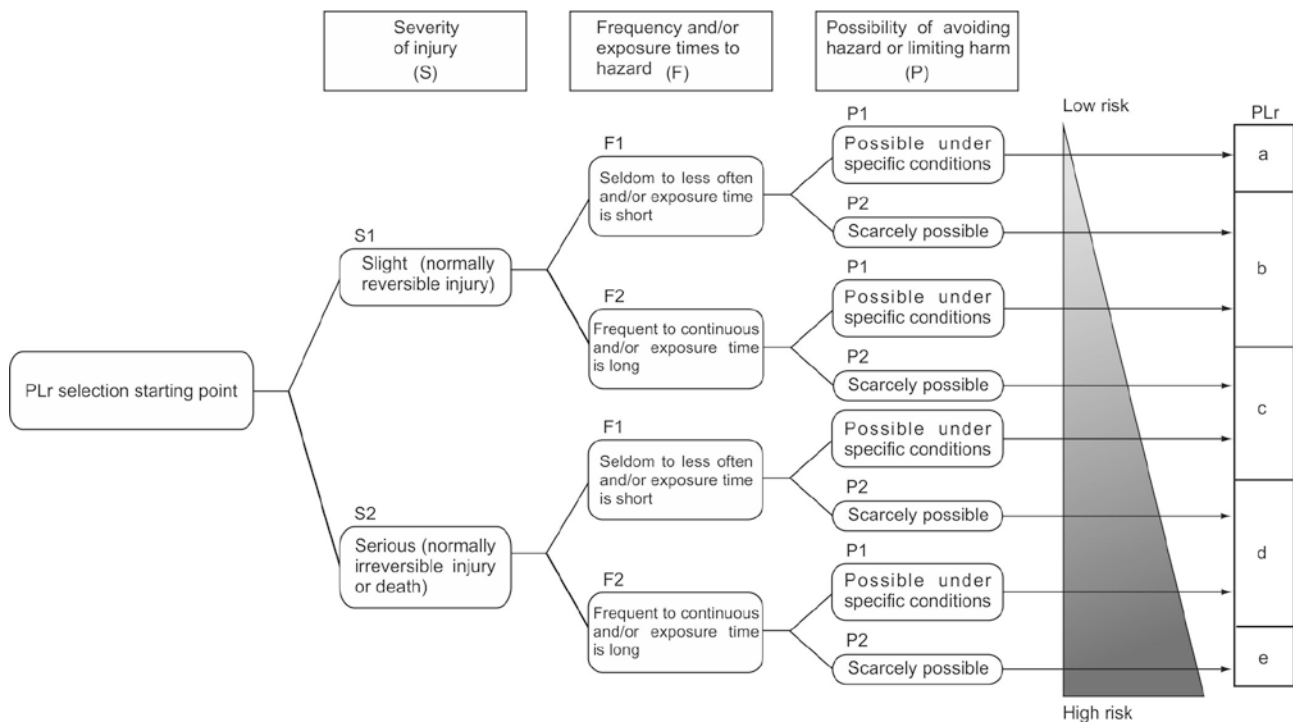 Severity
of injury
(S)
Frequency and/or
exposure times to
hazard (F)
Possibility of avoiding
hazard or limiting harm
(P)
Low risk
PLr
P1
Possible under
specific conditions
a
F1
Seldom to less often
and/or exposure time
is short
P2
Scarcely possible
S1
Slight (normally
reversible injury)
b
P1
Possible under
specific conditions
F2
Frequent to continuous
and/or exposure time
is long
P2
Scarcely possible
PLr selection starting point
c
Possible under
specific conditions
F1
Seldom to less often
and/or exposure time
is short
P2
Scarcely possible
S2
Serious (normally
irreversible injury
or death)
d
P1
Possible under
specific conditions
F2
Frequent to continuous
and/or exposure time
is long
P2
Scarcely possible
e
High risk